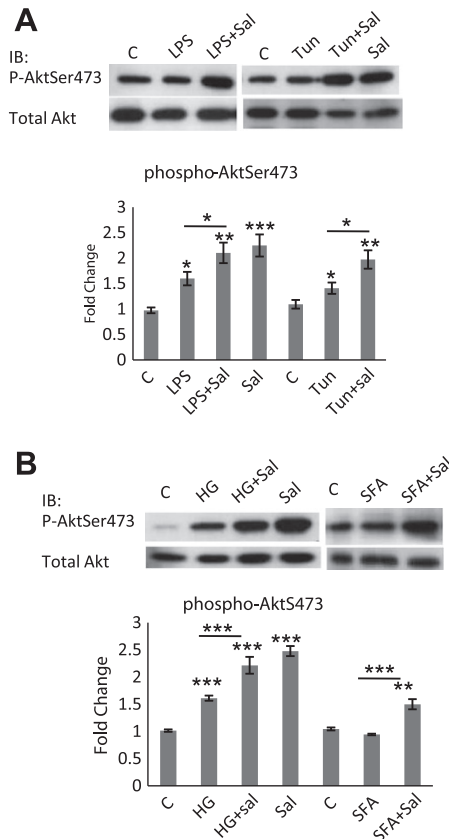 A
IB: C LPS LPS+Sal C Tun Tun+Sal Sal
P-AktSer473
Total Akt
phospho-AktSer473
Fold Change
3
2.5
2
1.5
1
0.5
0
* ** *** * **
* *
C LPS LPS+Sal Sal C Tun Tun+sal
B
IB: C HG HG+Sal Sal C SFA SFA+Sal
P-AktSer473
Total Akt
phospho-AktS473
Fold Change
3
2.5
2
1.5
1
0.5
0
*** *** *** **
*** ***
C HG HG+sal Sal C SFA SFA+Sal